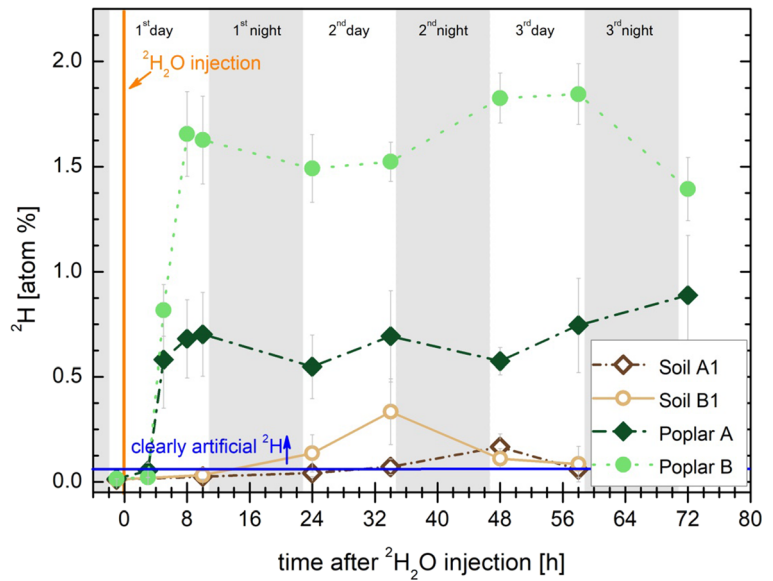 1st day
1st night
2nd day
2nd night
3rd day
3rd night
2H2O injection
2.0
1.5
1.0
0.5
0.0
2H [atom %]
clearly artificial 2H
Soil A1
Soil B1
Poplar A
Poplar B
0 8 16 24 32 40 48 56 64 72 80
time after 2H2O injection [h]